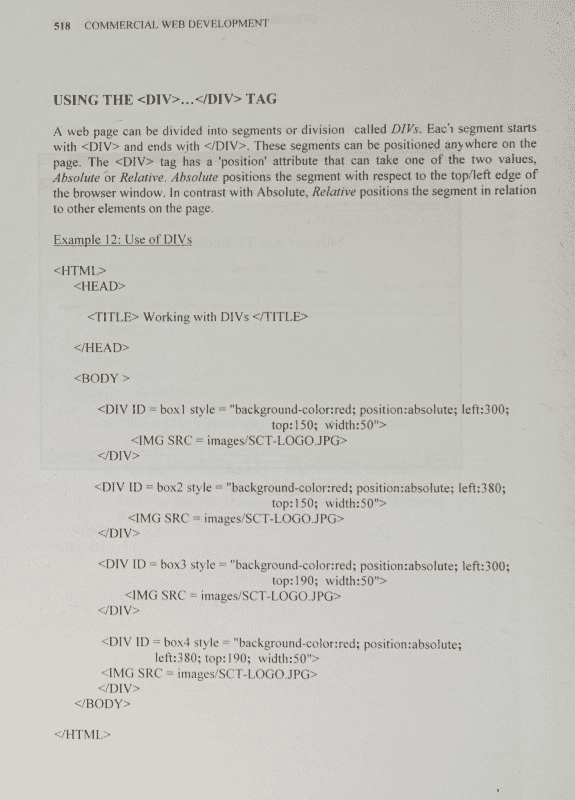 518 COMMERCIAL WEB DEVELOPMENT
USING THE <DIV>...</DIV> TAG
A web page can be divided into segments or division called DIVs. Each segment starts
with <DIV> and ends with </DIV>. These segments can be positioned anywhere on the
page. The <DIV> tag has a 'position' attribute that can take one of the two values,
Absolute or Relative. Absolute positions the segment with respect to the top/left edge of
the browser window. In contrast with Absolute, Relative positions the segment in relation
to other elements on the page.
Example 12: Use of DIVs
<HTML>
<HEAD>
<TITLE> Working with DIVs </TITLE>
</HEAD>
<BODY >
<DIV ID = box1 style = "background-color:red; position:absolute; left:300;
top:150; width:50">
<IMG SRC = images/SCT-LOGO.JPG>
</DIV>
<DIV ID = box2 style = "background-color:red; position:absolute; left:380;
top:150; width:50">
<IMG SRC = images/SCT-LOGO.JPG>
</DIV>
<DIV ID = box3 style = "background-color:red; position:absolute; left:300;
top:190; width:50">
<IMG SRC = images/SCT-LOGO.JPG>
</DIV>
<DIV ID = box4 style = "background-color:red; position:absolute;
left:380; top:190; width:50">
<IMG SRC = images/SCT-LOGO.JPG>
</DIV>
</BODY>
</HTML>